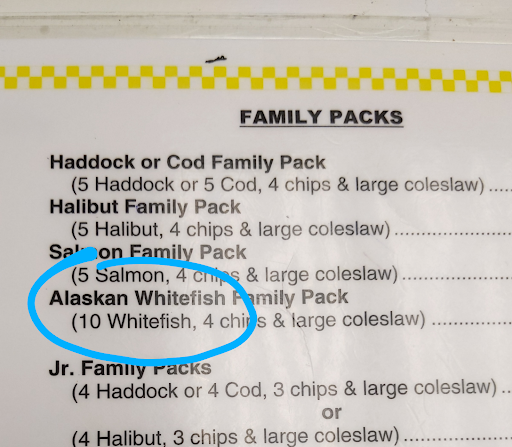 FAMILY PACKS
Haddock or Cod Family Pack
(5 Haddock or 5 Cod, 4 chips & large coleslaw).....
Halibut Family Pack
(5 Halibut, 4 chips & large coleslaw)...................
Salmon Family Pack
(5 Salmon, 4 chips & large coleslaw)..................
Alaskan Whitefish Family Pack
(10 Whitefish, 4 chips & large coleslaw) ..............
Jr. Family Packs
(4 Haddock or 4 Cod, 3 chips & large coleslaw)..
or
(4 Halibut, 3 chips & large coleslaw)..............